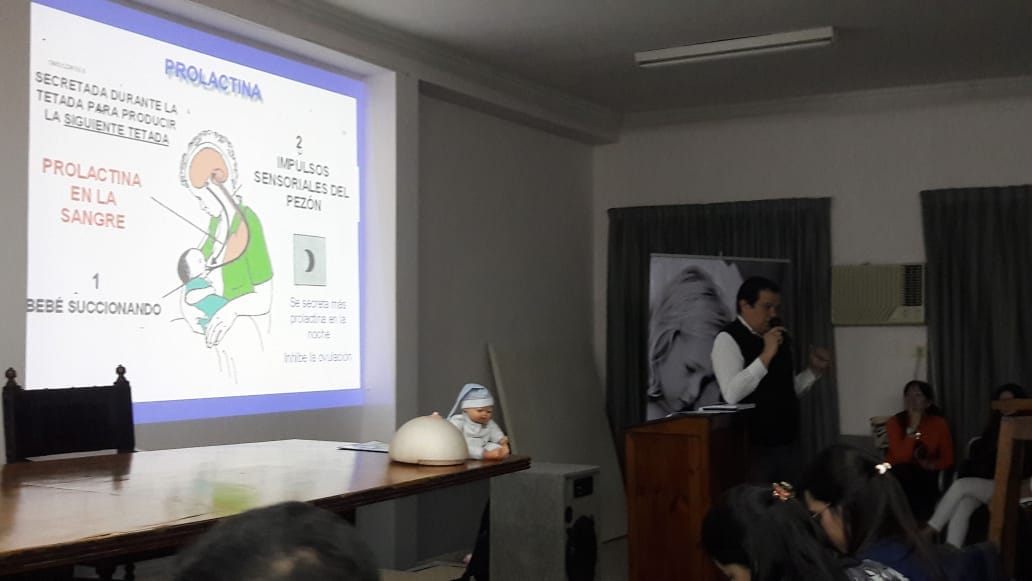 PROLACTINA
SECRETADA DURANTE LA
TETADA PARA PRODUCIR
LA SIGUIENTE TETADA
PROLACTINA
EN LA
SANGRE
1
BEBÉ SUCCIONANDO
2
IMPULSOS
SENSORIALES DEL
PEZÓN
Se secreta más
prolactina en la
noche
Inhibe la ovulación